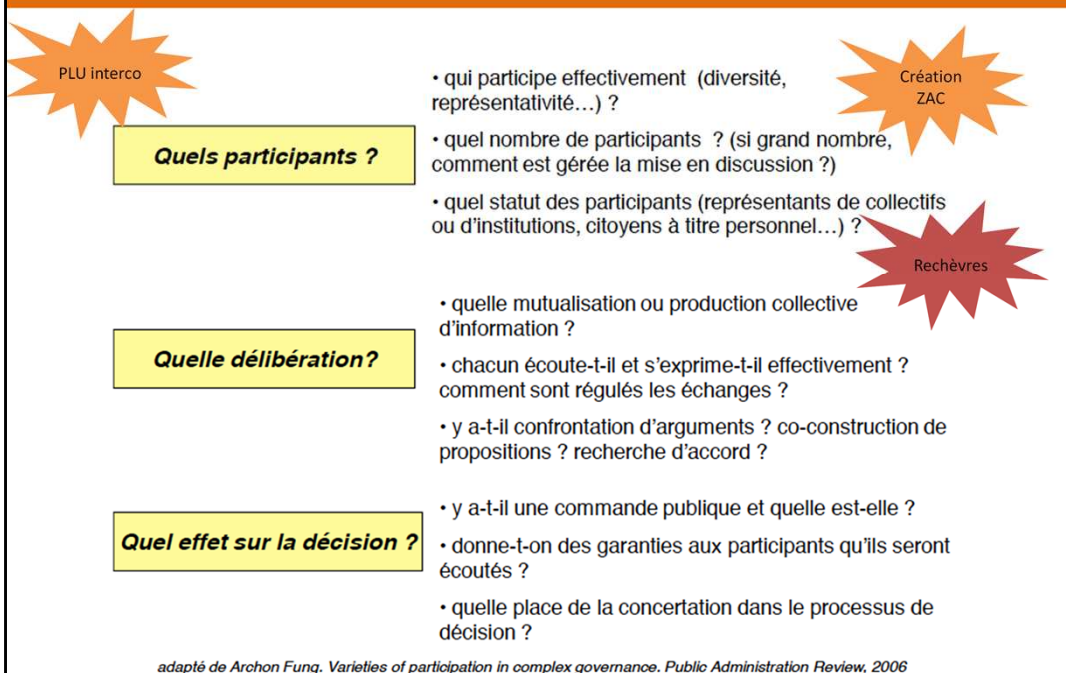 PLU interco
Création
ZAC
Quels participants ?
• qui participe effectivement (diversité,
représentativité…) ?
• quel nombre de participants ? (si grand nombre,
comment est gérée la mise en discussion ?)
• quel statut des participants (représentants de collectifs
ou d'institutions, citoyens à titre personnel…) ?
Rechèvres
Quelle délibération?
• quelle mutualisation ou production collective
d'information ?
• chacun écoute-t-il et s'exprime-t-il effectivement ?
comment sont régulés les échanges ?
• y a-t-il confrontation d'arguments ? co-construction de
propositions ? recherche d'accord ?
Quel effet sur la décision ?
• y a-t-il une commande publique et quelle est-elle ?
• donne-t-on des garanties aux participants qu'ils seront
écoutés ?
• quelle place de la concertation dans le processus de
décision ?
adapté de Archon Fung. Varieties of participation in complex governance. Public Administration Review, 2006